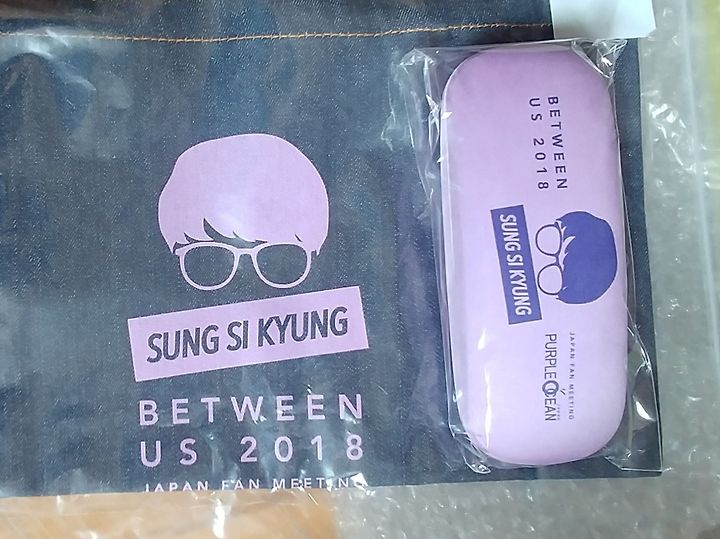 SUNG SI KYUNG
BETWEEN
US 2018
JAPAN FAN MEETING
BETWEEN
US 2018
SUNG SI KYUNG
JAPAN FAN MEETING
PURPLE OCEAN